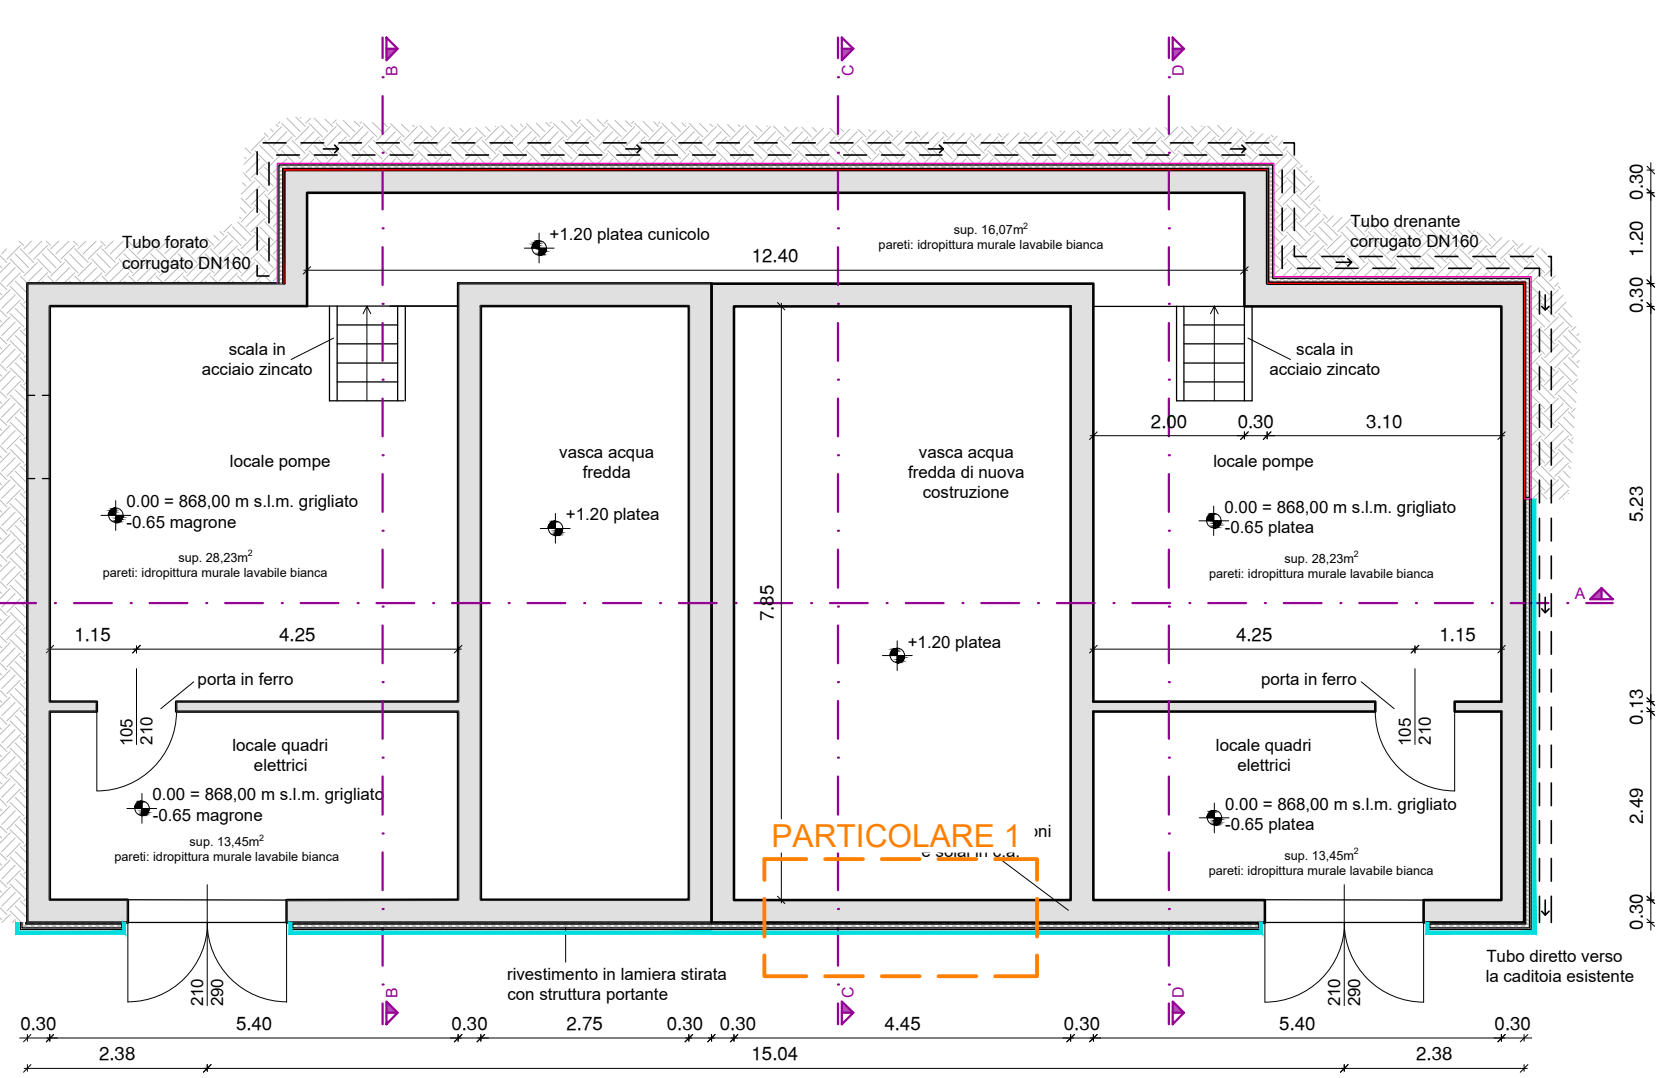 B
C
D
Tubo forato
corrugato DN160
+1.20 platea cunicolo
sup. 16,07m²
pareti: idropittura murale lavabile bianca
12.40
Tubo drenante
corrugato DN160
0.30
1.20
0.30
scala in
acciaio zincato
scala in
acciaio zincato
2.00
0.30
3.10
locale pompe
0.00 = 868,00 m s.l.m. grigliato
-0.65 magrone
sup. 28,23m²
pareti: idropittura murale lavabile bianca
vasca acqua
fredda
+1.20 platea
vasca acqua
fredda di nuova
costruzione
7.85
+1.20 platea
locale pompe
0.00 = 868,00 m s.l.m. grigliato
-0.65 platea
sup. 28,23m²
pareti: idropittura murale lavabile bianca
5.23
A
1.15
4.25
4.25
1.15
porta in ferro
porta in ferro
105
210
105
210
0.13
locale quadri
elettrici
0.00 = 868,00 m s.l.m. grigliato
-0.65 magrone
sup. 13,45m²
pareti: idropittura murale lavabile bianca
locale quadri
elettrici
0.00 = 868,00 m s.l.m. grigliato
-0.65 platea
sup. 13,45m²
pareti: idropittura murale lavabile bianca
2.49
PARTICOLARE 1
e solai in c.a.
0.30
rivestimento in lamiera stirata
con struttura portante
Tubo diretto verso
la caditoia esistente
210
290
210
290
B
C
D
0.30
5.40
0.30
2.75
0.30
0.30
4.45
0.30
5.40
0.30
2.38
15.04
2.38